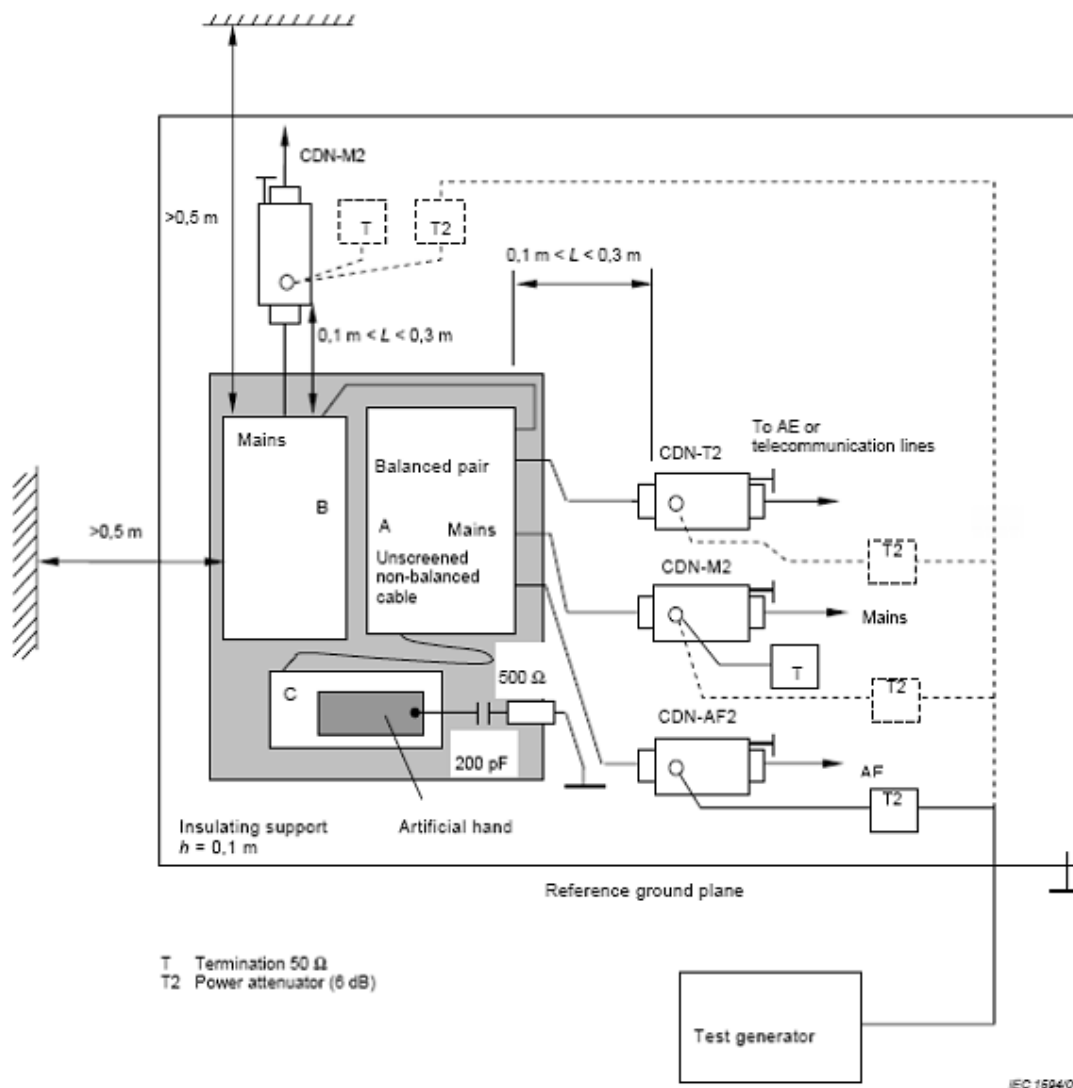 CDN-M2
>0,5 m
T
T2
0,1 m < L < 0,3 m
0,1 m < L < 0,3 m
Mains
B
Balanced pair
A
Mains
Unscreened
non-balanced
cable
To AE or
telecommunication lines
CDN-T2
>0,5 m
T2
CDN-M2
Mains
T
T2
500 Ω
C
CDN-AF2
200 pF
T2
Insulating support
h = 0,1 m
Artificial hand
Reference ground plane
T Termination 50 Ω
T2 Power attenuator (6 dB)
Test generator